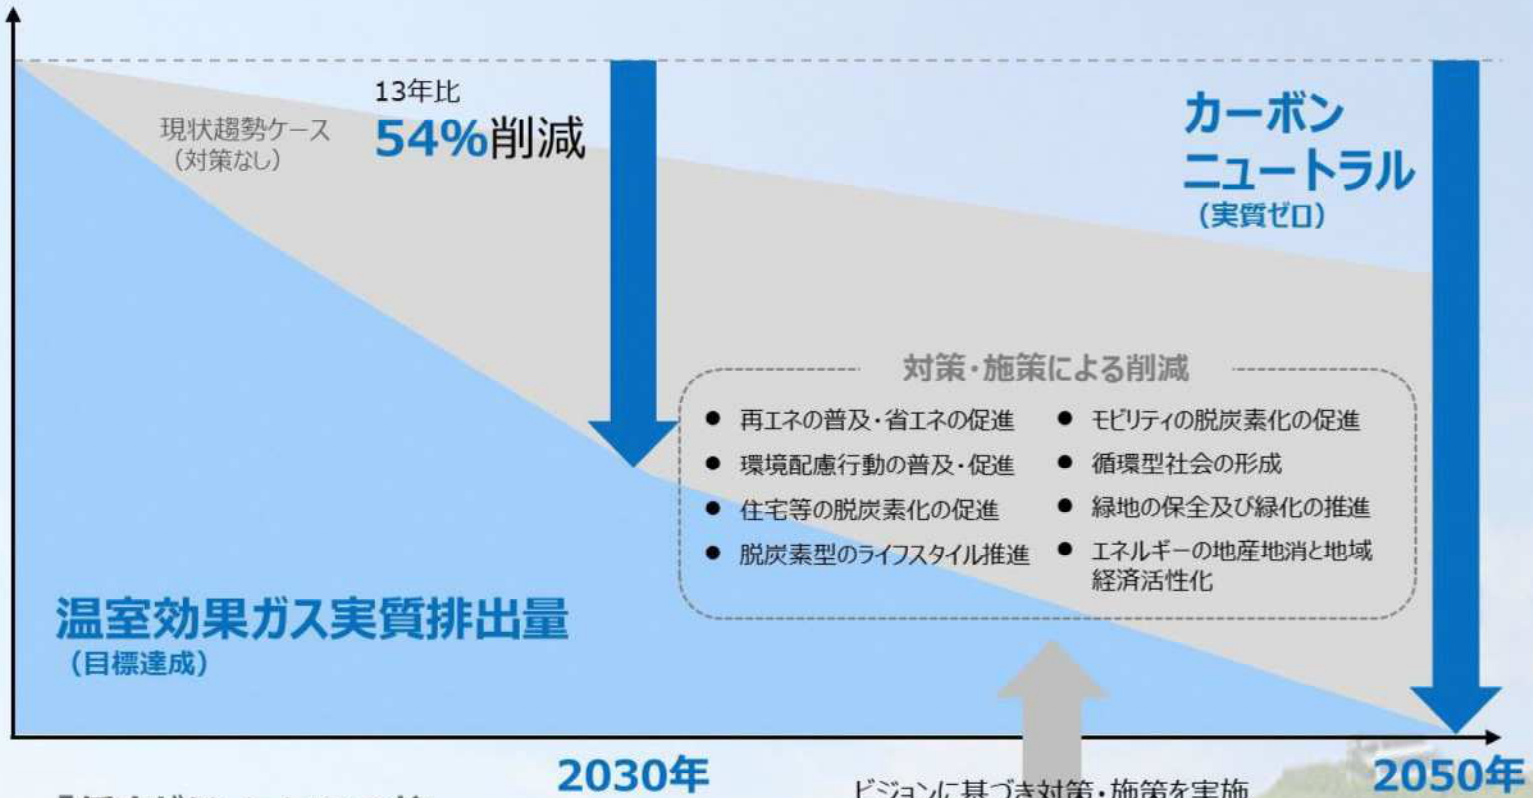 13年比
54%削減
現状趨勢ケース
（対策なし）
カーボン
ニュートラル
（実質ゼロ）
対策・施策による削減
● 再エネの普及・省エネの促進
● 環境配慮行動の普及・促進
● 住宅等の脱炭素化の促進
● 脱炭素型のライフスタイル推進
● モビリティの脱炭素化の促進
● 循環型社会の形成
● 緑地の保全及び緑化の推進
● エネルギーの地産地消と地域
経済活性化
温室効果ガス実質排出量
（目標達成）
2030年
2050年
ビジョンに基づき対策・施策を実施